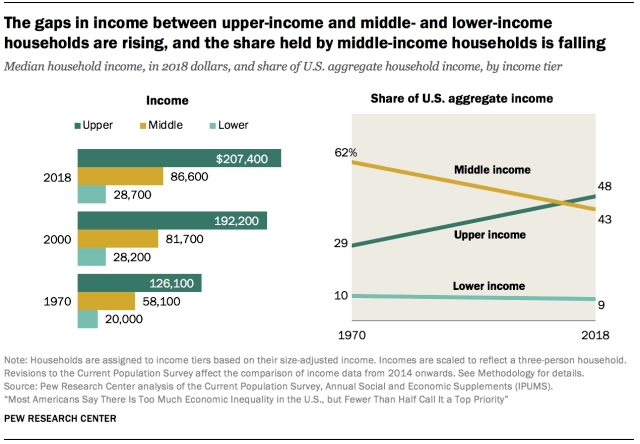 The gaps in income between upper-income and middle- and lower-income
households are rising, and the share held by middle-income households is falling
Median household income, in 2018 dollars, and share of U.S. aggregate household income, by income tier
Income
Upper
Middle
Lower
2018
$207,400
86,600
28,700
2000
192,200
81,700
28,200
1970
126,100
58,100
20,000
Share of U.S. aggregate income
62%
Middle income
48
43
29
Upper income
10
Lower income
9
1970
2018
Note: Households are assigned to income tiers based on their size-adjusted income. Incomes are scaled to reflect a three-person household.
Revisions to the Current Population Survey affect the comparison of income data from 2014 onwards. See Methodology for details.
Source: Pew Research Center analysis of the Current Population Survey, Annual Social and Economic Supplements (IPUMS).
“Most Americans Say There Is Too Much Economic Inequality in the U.S., but Fewer Than Half Call It a Top Priority”
PEW RESEARCH CENTER